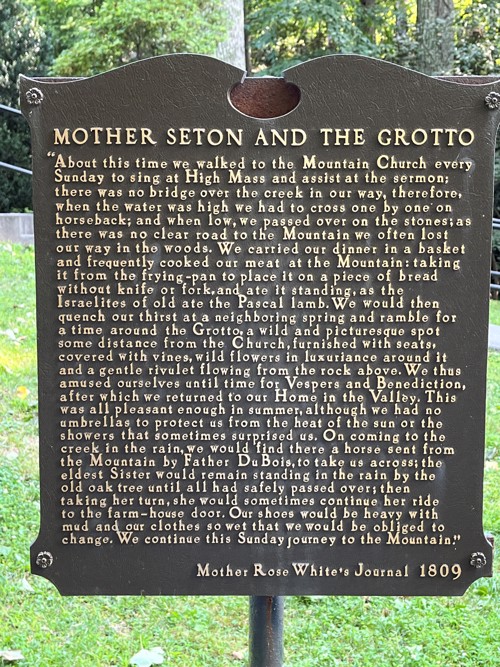 MOTHER SETON AND THE GROTTO
"About this time we walked to the Mountain Church every
Sunday to sing at High Mass and assist at the sermon;
there was no bridge over the creek in our way, therefore,
when the water was high we had to cross one by one on
horseback; and when low, we passed over on the stones; as
there was no clear road to the Mountain we often lost
our way in the woods. We carried our dinner in a basket
and frequently cooked our meat at the Mountain: taking
it from the frying-pan to place it on a piece of bread
without knife or fork, and ate it standing, as the
Israelites of old ate the Pascal lamb. We would then
quench our thirst at a neighboring spring and ramble for
a time around the Grotto, a wild and picturesque spot
some distance from the Church, furnished with seats,
covered with vines, wild flowers in luxuriance around it
and a gentle rivulet flowing from the rock above. We thus
amused ourselves until time for Vespers and Benediction,
after which we returned to our Home in the Valley. This
was all pleasant enough in summer, although we had no
umbrellas to protect us from the heat of the sun or the
showers that sometimes surprised us. On coming to the
creek in the rain, we would find there a horse sent from
the Mountain by Father DuBois, to take us across; the
eldest Sister would remain standing in the rain by the
old oak tree until all had safely passed over; then
taking her turn, she would sometimes continue her ride
to the farm-house door. Our shoes would be heavy with
mud and our clothes so wet that we would be obliged to
change. We continue this Sunday journey to the Mountain."
Mother Rose White's Journal 1809